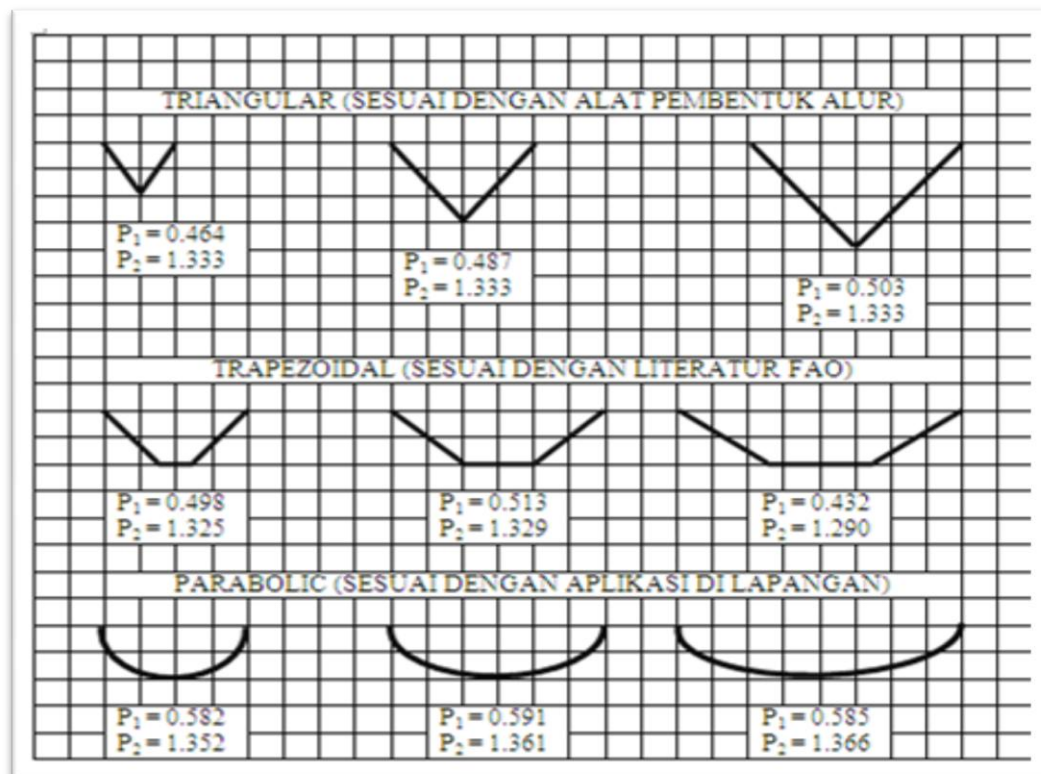 TRIANGULAR (SESUAI DENGAN ALAT PEMBENTUK ALUR)
P₁ = 0.464
P₂ = 1.333
P₁ = 0.487
P₂ = 1.333
P₁ = 0.503
P₂ = 1.333
TRAPEZOIDAL (SESUAI DENGAN LITERATUR FAO)
P₁ = 0.498
P₂ = 1.325
P₁ = 0.513
P₂ = 1.329
P₁ = 0.432
P₂ = 1.290
PARABOLIC (SESUAI DENGAN APLIKASI DI LAPANGAN)
P₁ = 0.582
P₂ = 1.352
P₁ = 0.591
P₂ = 1.361
P₁ = 0.585
P₂ = 1.366